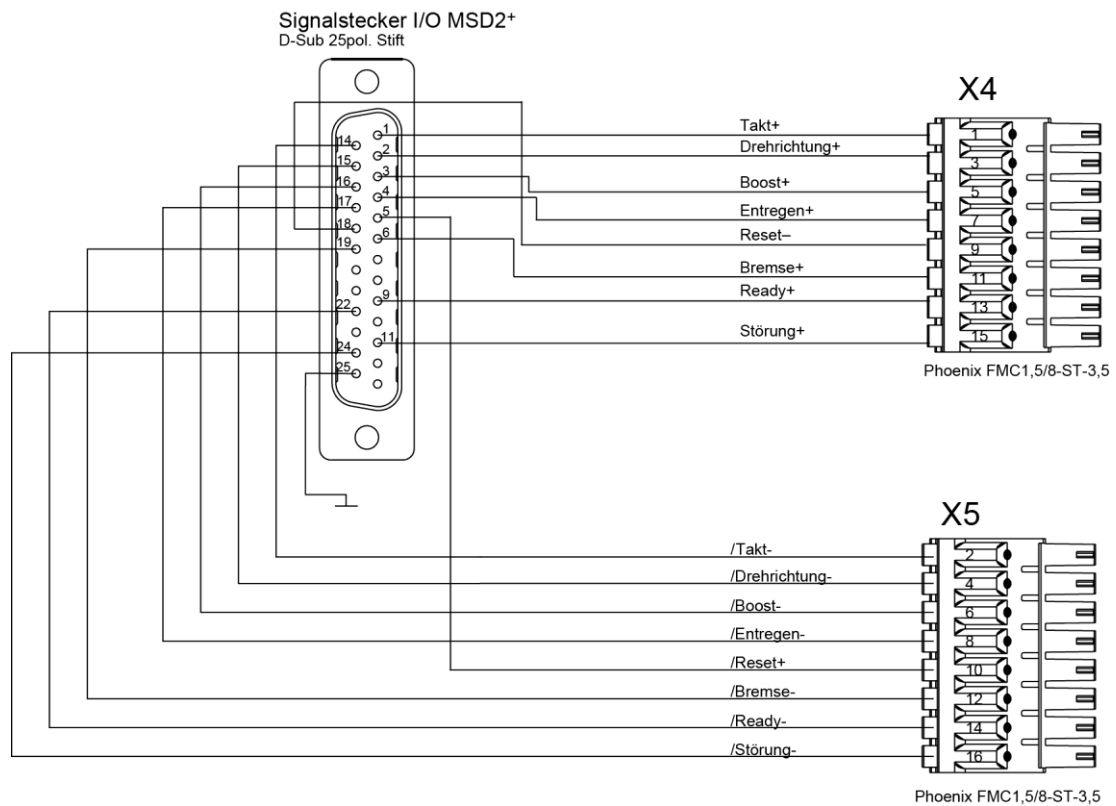 Signalstecker I/O MSD2+
D-Sub 25pol. Stift
1
14
2
15
3
16
4
17
5
18
6
19
9
22
11
24
25
X4
Takt+
1
Drehrichtung+
3
Boost+
5
Entregen+
7
Reset–
9
Bremse+
11
Ready+
13
Störung+
15
Phoenix FMC1,5/8-ST-3,5
X5
/Takt-
2
/Drehrichtung-
4
/Boost-
6
/Entregen-
8
/Reset+
10
/Bremse-
12
/Ready-
14
/Störung-
16
Phoenix FMC1,5/8-ST-3,5